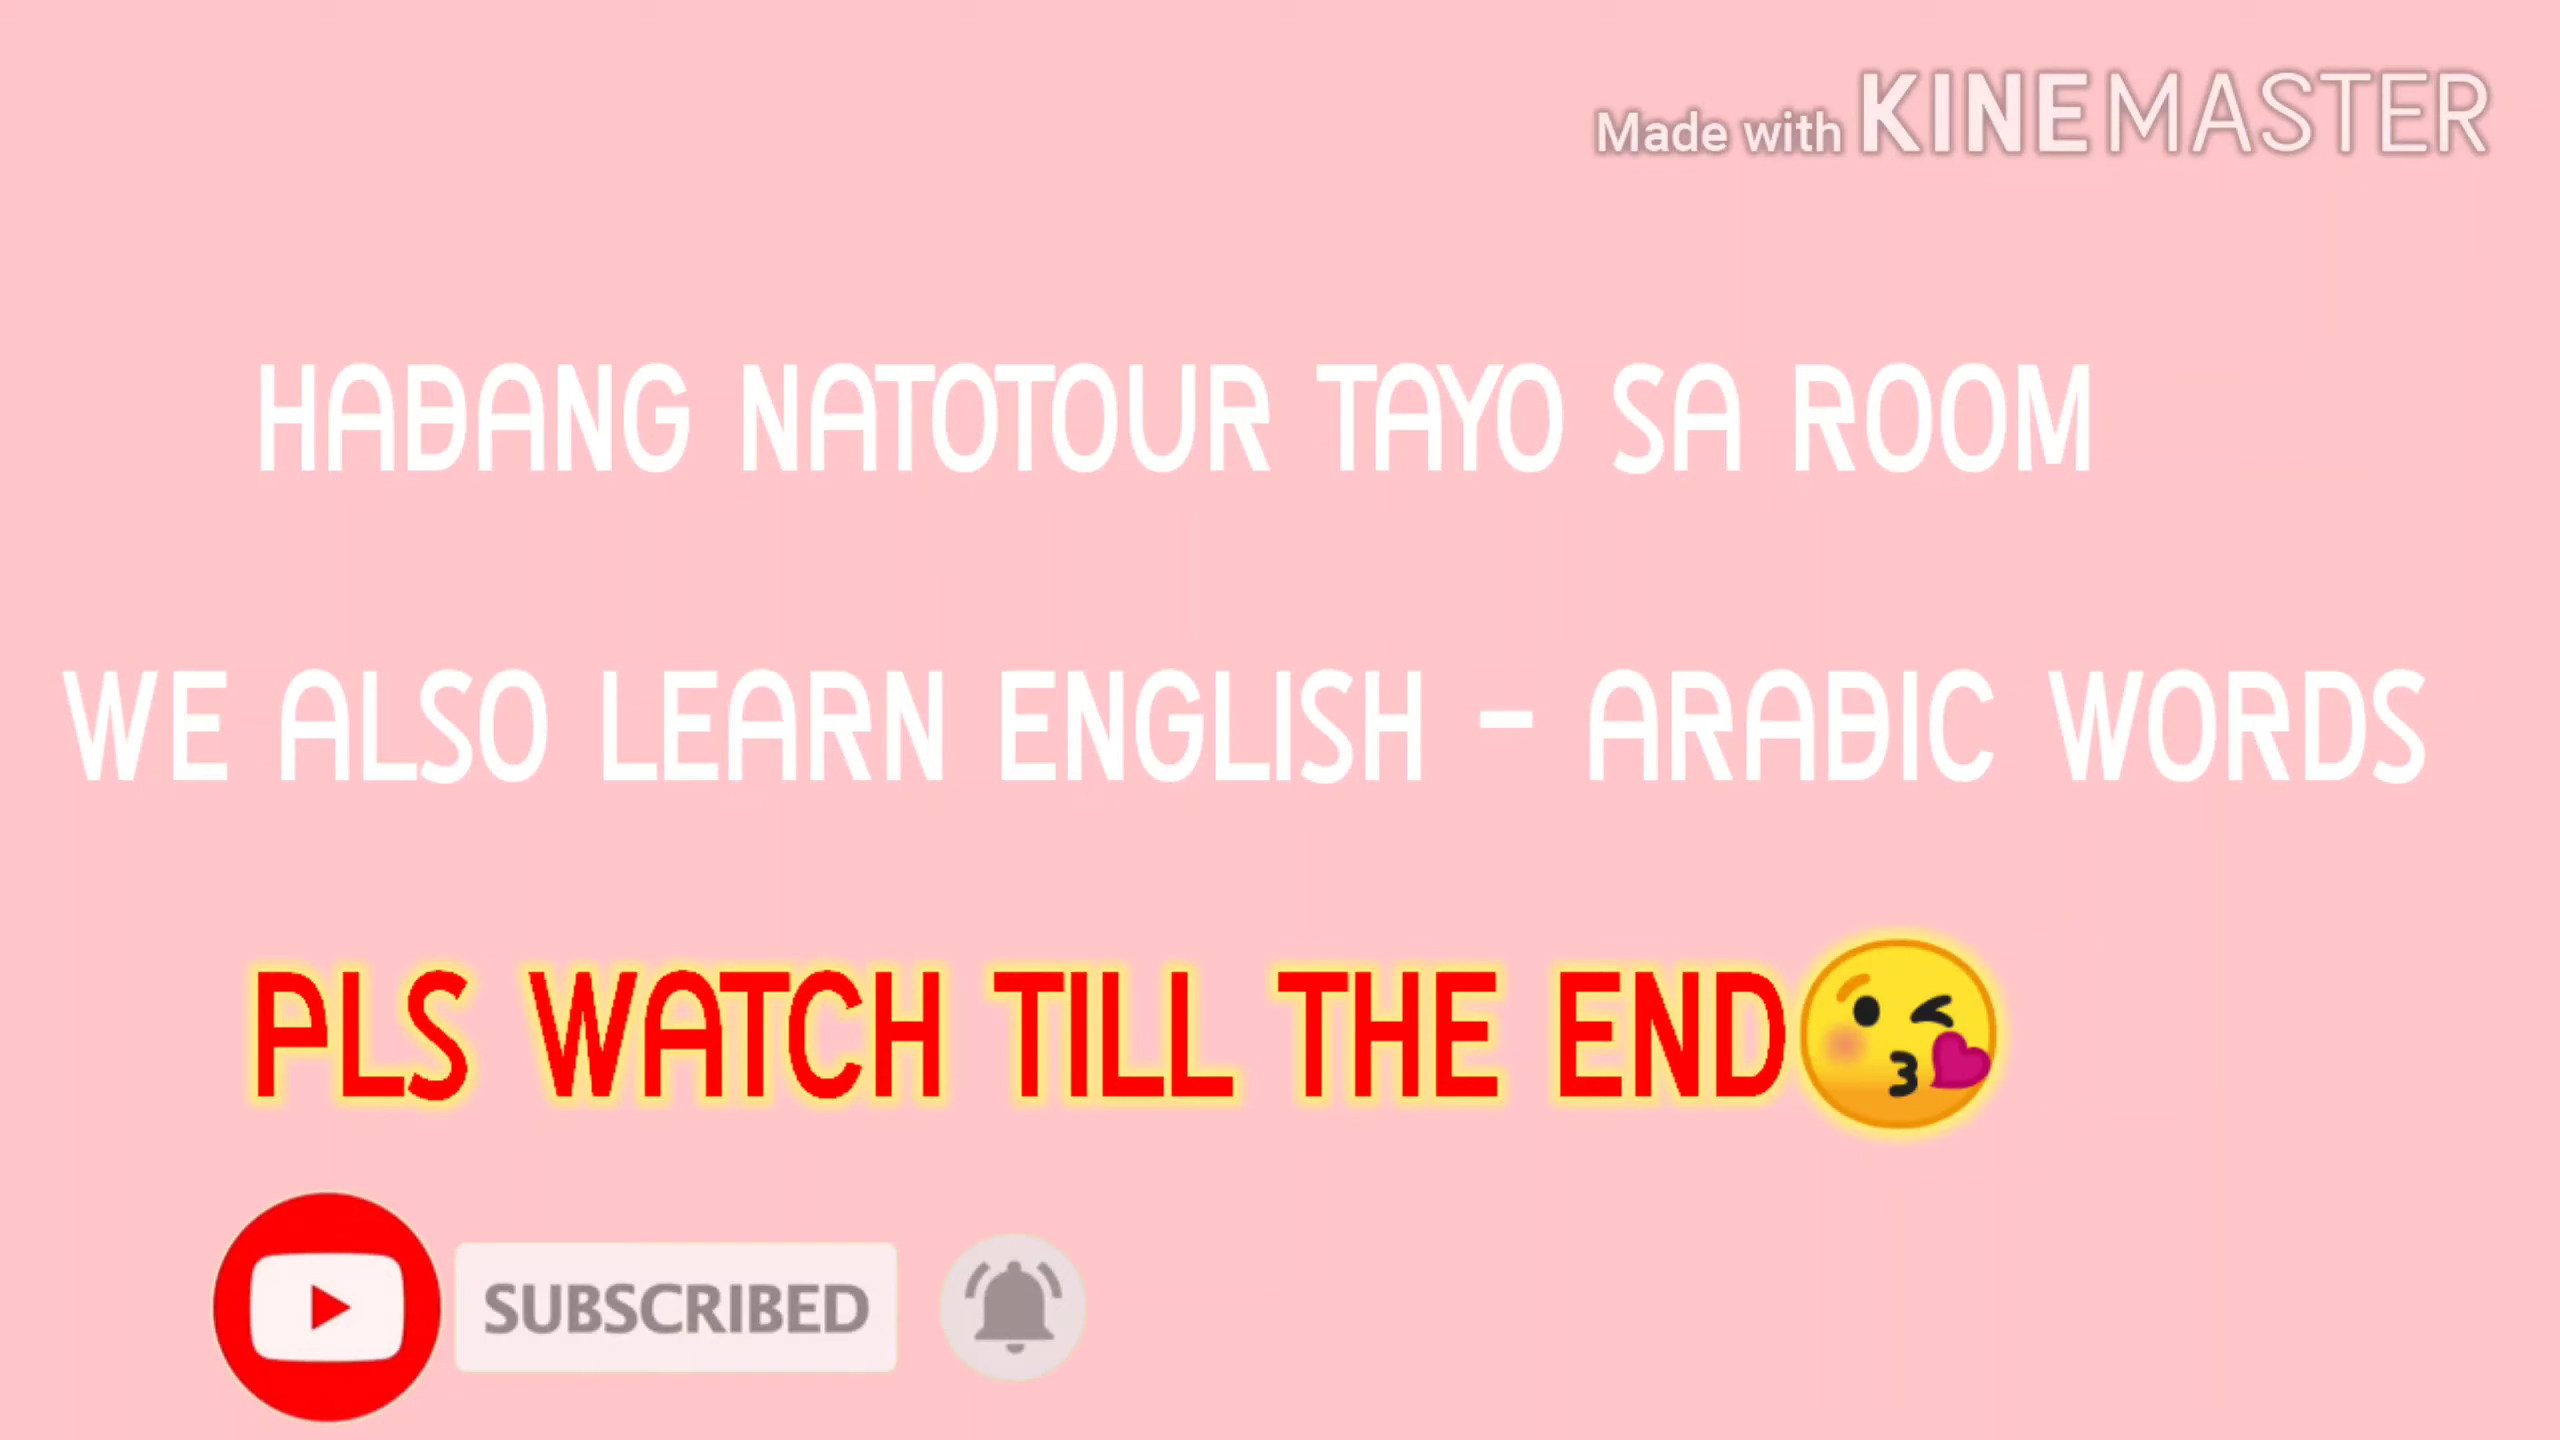 Made with KINEMASTER
HABANG NATOTOUR TAYO SA ROOM
WE ALSO LEARN ENGLISH - ARABIC WORDS
PLS WATCH TILL THE END😘
SUBSCRIBED